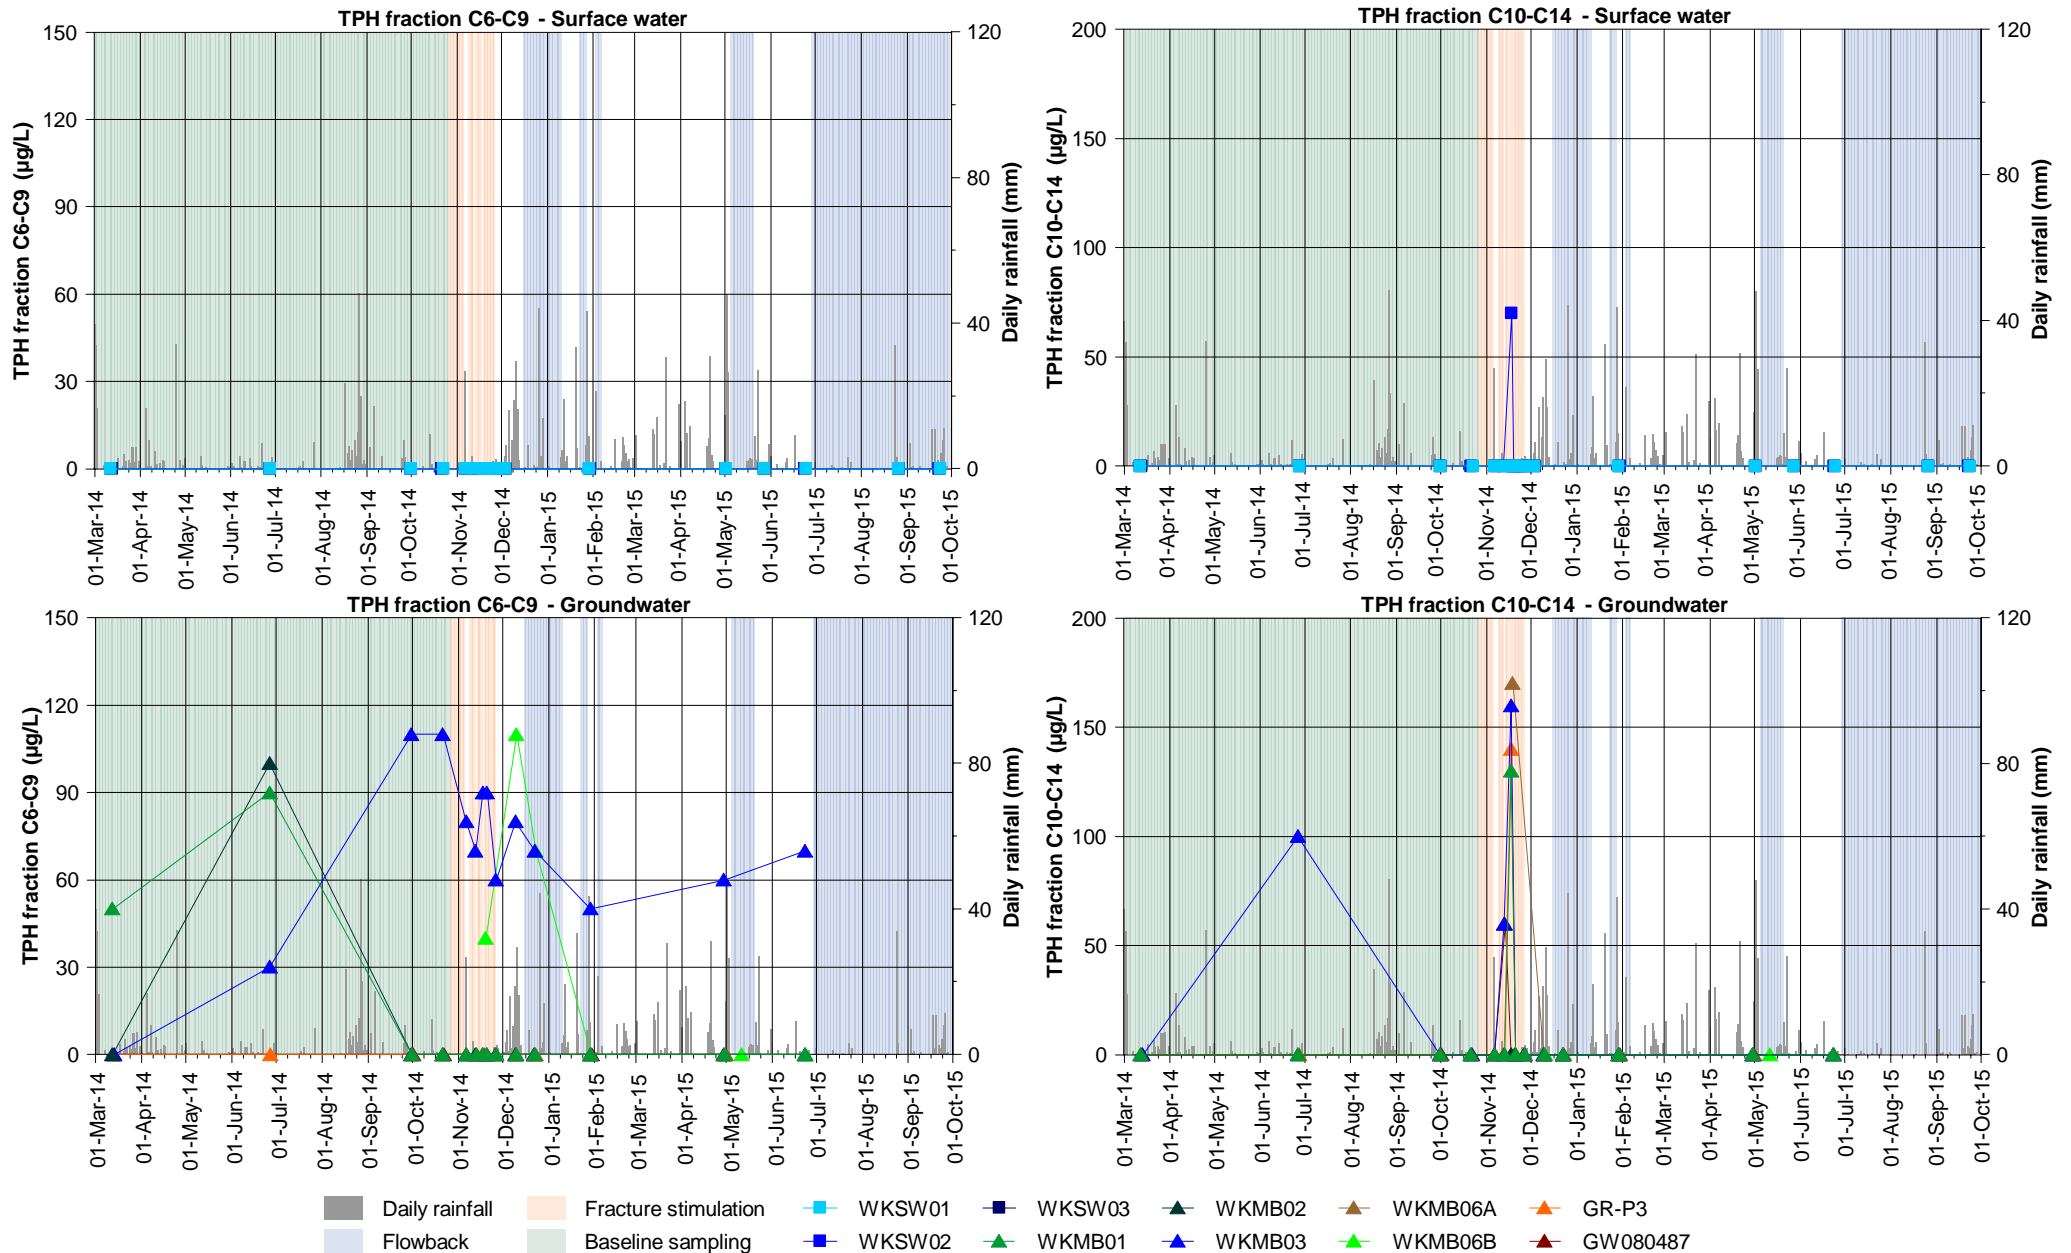 TPH fraction C6-C9 - Surface water
150
120
90
60
30
0
TPH fraction C6-C9 (µg/L)
120
80
40
0
Daily rainfall (mm)
01-Mar-14
01-Apr-14
01-May-14
01-Jun-14
01-Jul-14
01-Aug-14
01-Sep-14
01-Oct-14
01-Nov-14
01-Dec-14
01-Jan-15
01-Feb-15
01-Mar-15
01-Apr-15
01-May-15
01-Jun-15
01-Jul-15
01-Aug-15
01-Sep-15
01-Oct-15
TPH fraction C10-C14 - Surface water
200
150
100
50
0
TPH fraction C10-C14 (µg/L)
120
80
40
0
Daily rainfall (mm)
01-Mar-14
01-Apr-14
01-May-14
01-Jun-14
01-Jul-14
01-Aug-14
01-Sep-14
01-Oct-14
01-Nov-14
01-Dec-14
01-Jan-15
01-Feb-15
01-Mar-15
01-Apr-15
01-May-15
01-Jun-15
01-Jul-15
01-Aug-15
01-Sep-15
01-Oct-15
TPH fraction C6-C9 - Groundwater
150
120
90
60
30
0
TPH fraction C6-C9 (µg/L)
120
80
40
0
Daily rainfall (mm)
01-Mar-14
01-Apr-14
01-May-14
01-Jun-14
01-Jul-14
01-Aug-14
01-Sep-14
01-Oct-14
01-Nov-14
01-Dec-14
01-Jan-15
01-Feb-15
01-Mar-15
01-Apr-15
01-May-15
01-Jun-15
01-Jul-15
01-Aug-15
01-Sep-15
01-Oct-15
TPH fraction C10-C14 - Groundwater
200
150
100
50
0
TPH fraction C10-C14 (µg/L)
120
80
40
0
Daily rainfall (mm)
01-Mar-14
01-Apr-14
01-May-14
01-Jun-14
01-Jul-14
01-Aug-14
01-Sep-14
01-Oct-14
01-Nov-14
01-Dec-14
01-Jan-15
01-Feb-15
01-Mar-15
01-Apr-15
01-May-15
01-Jun-15
01-Jul-15
01-Aug-15
01-Sep-15
01-Oct-15
Daily rainfall Fracture stimulation WKSW01 WKSW03 WKMB02 WKMB06A GR-P3
Flowback Baseline sampling WKSW02 WKMB01 WKMB03 WKMB06B GW080487